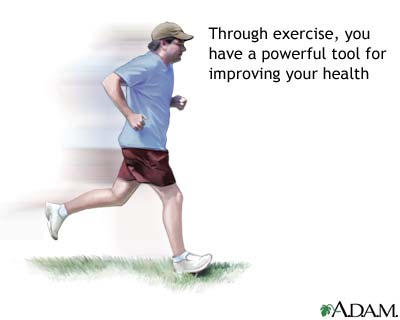 Through exercise, you
have a powerful tool for
improving your health
A.D.A.M.